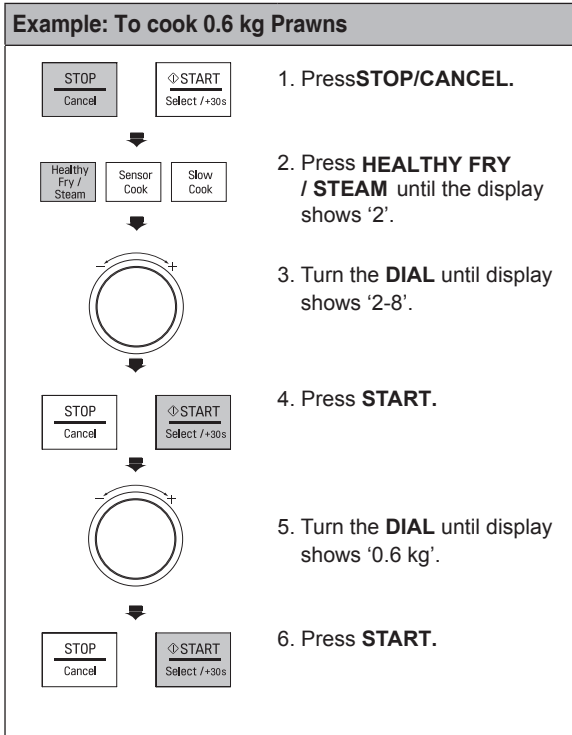 Example: To cook 0.6 kg Prawns
STOP
Cancel
START
Select /+30s
1. PressSTOP/CANCEL.
Healthy
Fry /
Steam
Sensor
Cook
Slow
Cook
2. Press HEALTHY FRY
/ STEAM until the display
shows ‘2’.
− +
3. Turn the DIAL until display
shows ‘2-8’.
STOP
Cancel
START
Select /+30s
4. Press START.
− +
5. Turn the DIAL until display
shows ‘0.6 kg’.
STOP
Cancel
START
Select /+30s
6. Press START.